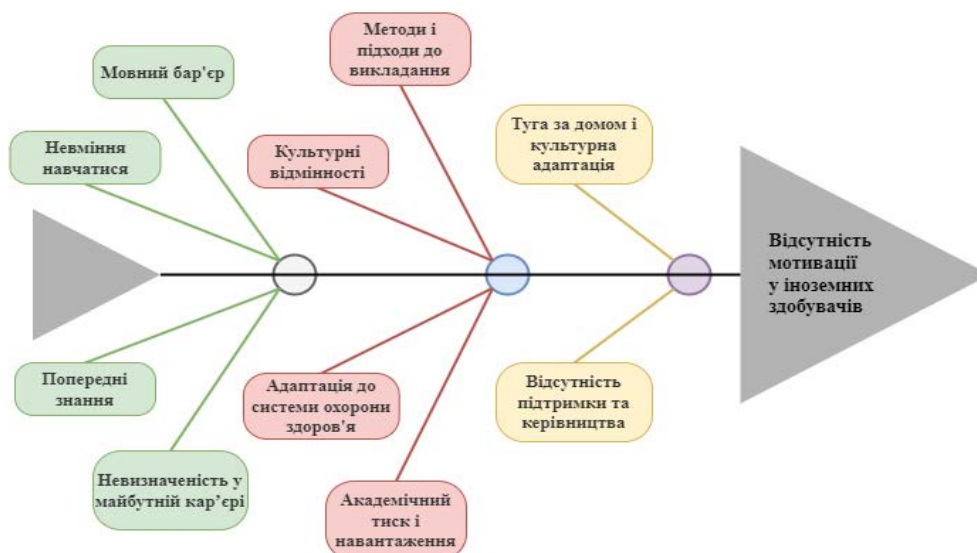 Мовний бар'єр
Невміння
навчатися
Методи і
підходи до
викладання
Культурні
відмінності
Туга за домом і
культурна
адаптація
Відсутність
мотивації
у іноземних
здобувачів
Попередні
знання
Невизначеність у
майбутній кар’єрі
Адаптація до
системи охорони
здоров'я
Академічний
тиск і
навантаження
Відсутність
підтримки та
керівництва